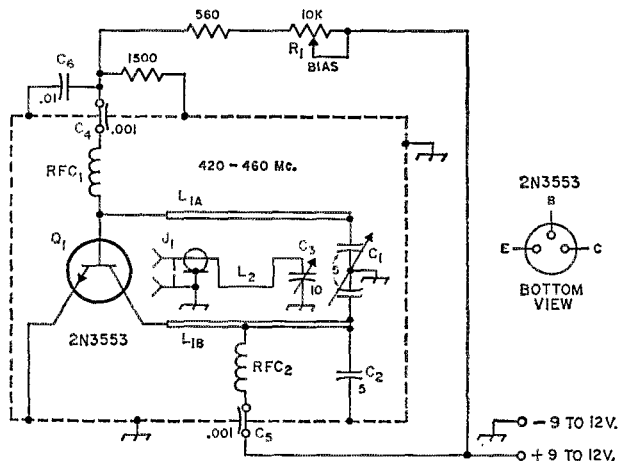 560
10K
R1
BIAS
1500
C6
.01
C4
.001
RFC1
420 - 460 Mc.
L1A
Q1
J1
C3
10
L2
C1
5
2N3553
L1B
RFC2
C2
5
.001
C5
2N3553
B
E
C
BOTTOM
VIEW
- 9 TO 12V.
+ 9 TO 12V.